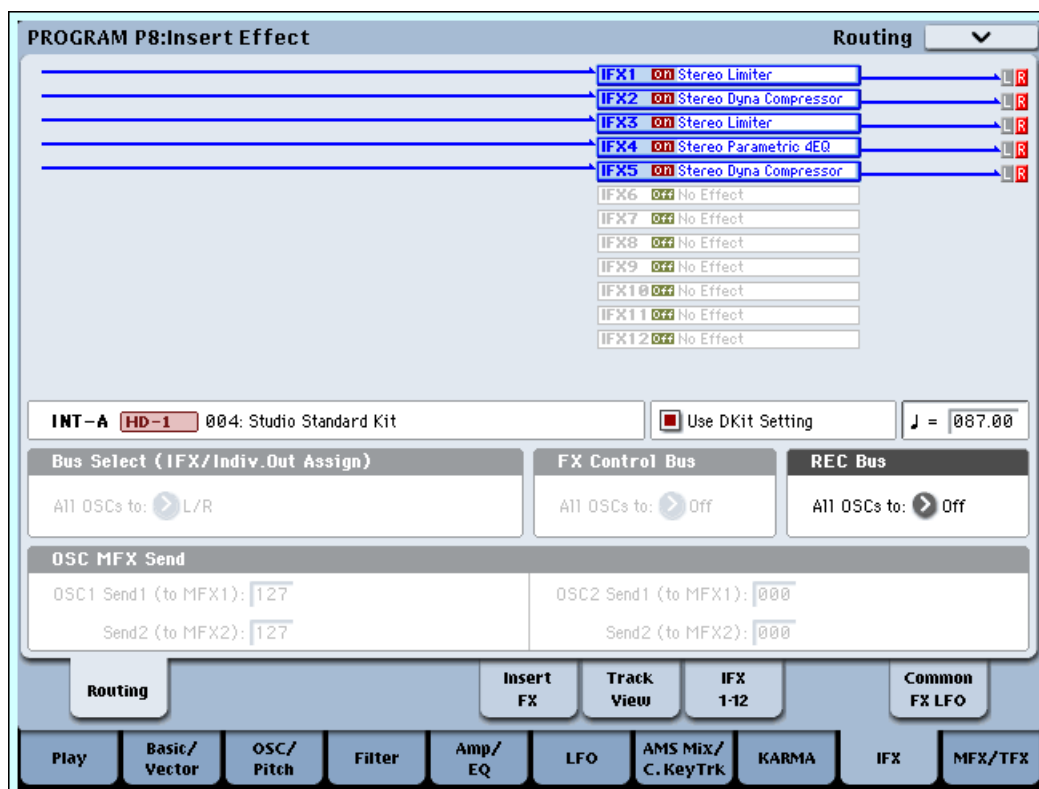 PROGRAM P8:Insert Effect Routing
IFX1 On Stereo Limiter L R
IFX2 On Stereo Dyna Compressor L R
IFX3 On Stereo Limiter L R
IFX4 On Stereo Parametric 4EQ L R
IFX5 On Stereo Dyna Compressor L R
IFX6 Off No Effect
IFX7 Off No Effect
IFX8 Off No Effect
IFX9 Off No Effect
IFX10 Off No Effect
IFX11 Off No Effect
IFX12 Off No Effect
INT-A HD-1 004: Studio Standard Kit Use DKit Setting ♩ = 087.00
Bus Select (IFX/Indiv.Out Assign) FX Control Bus REC Bus
All OSCs to: L/R All OSCs to: Off All OSCs to: Off
OSC MFX Send
OSC1 Send1 (to MFX1): 127 OSC2 Send1 (to MFX1): 000
Send2 (to MFX2): 127 Send2 (to MFX2): 000
Routing Insert FX Track View IFX 1-12 Common FX LFO
Play Basic/Vector OSC/Pitch Filter Amp/EQ LFO AMS Mix/C.KeyTrk KARMA IFX MFX/TFX